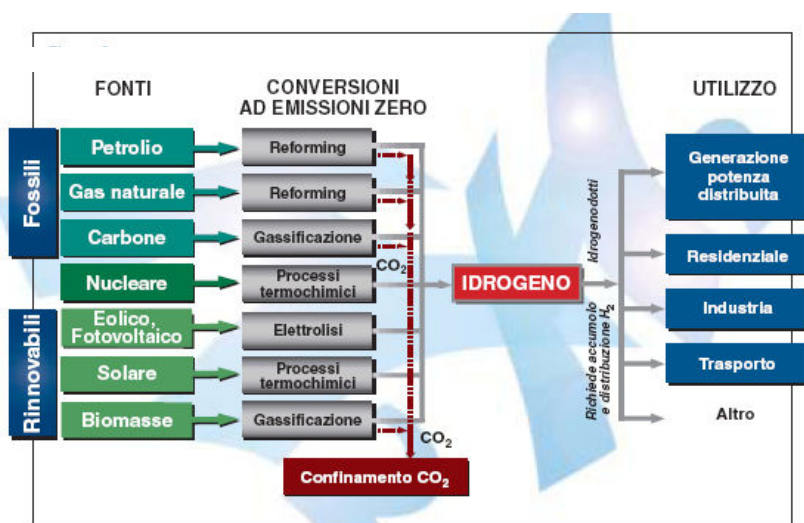 FONTI
CONVERSIONI
AD EMISSIONI ZERO
UTILIZZO
Fossili
Petrolio
Reforming
Gas naturale
Reforming
Carbone
Gassificazione
CO2
Nucleare
Processi
termochimici
Rinnovabili
Eolico,
Fotovoltaico
Elettrolisi
Solare
Processi
termochimici
Biomasse
Gassificazione
CO2
Confinamento CO2
IDROGENO
Idrogenodotti
Richiede accumulo
e distribuzione H2
Generazione
potenza
distribuita
Residenziale
Industria
Trasporto
Altro